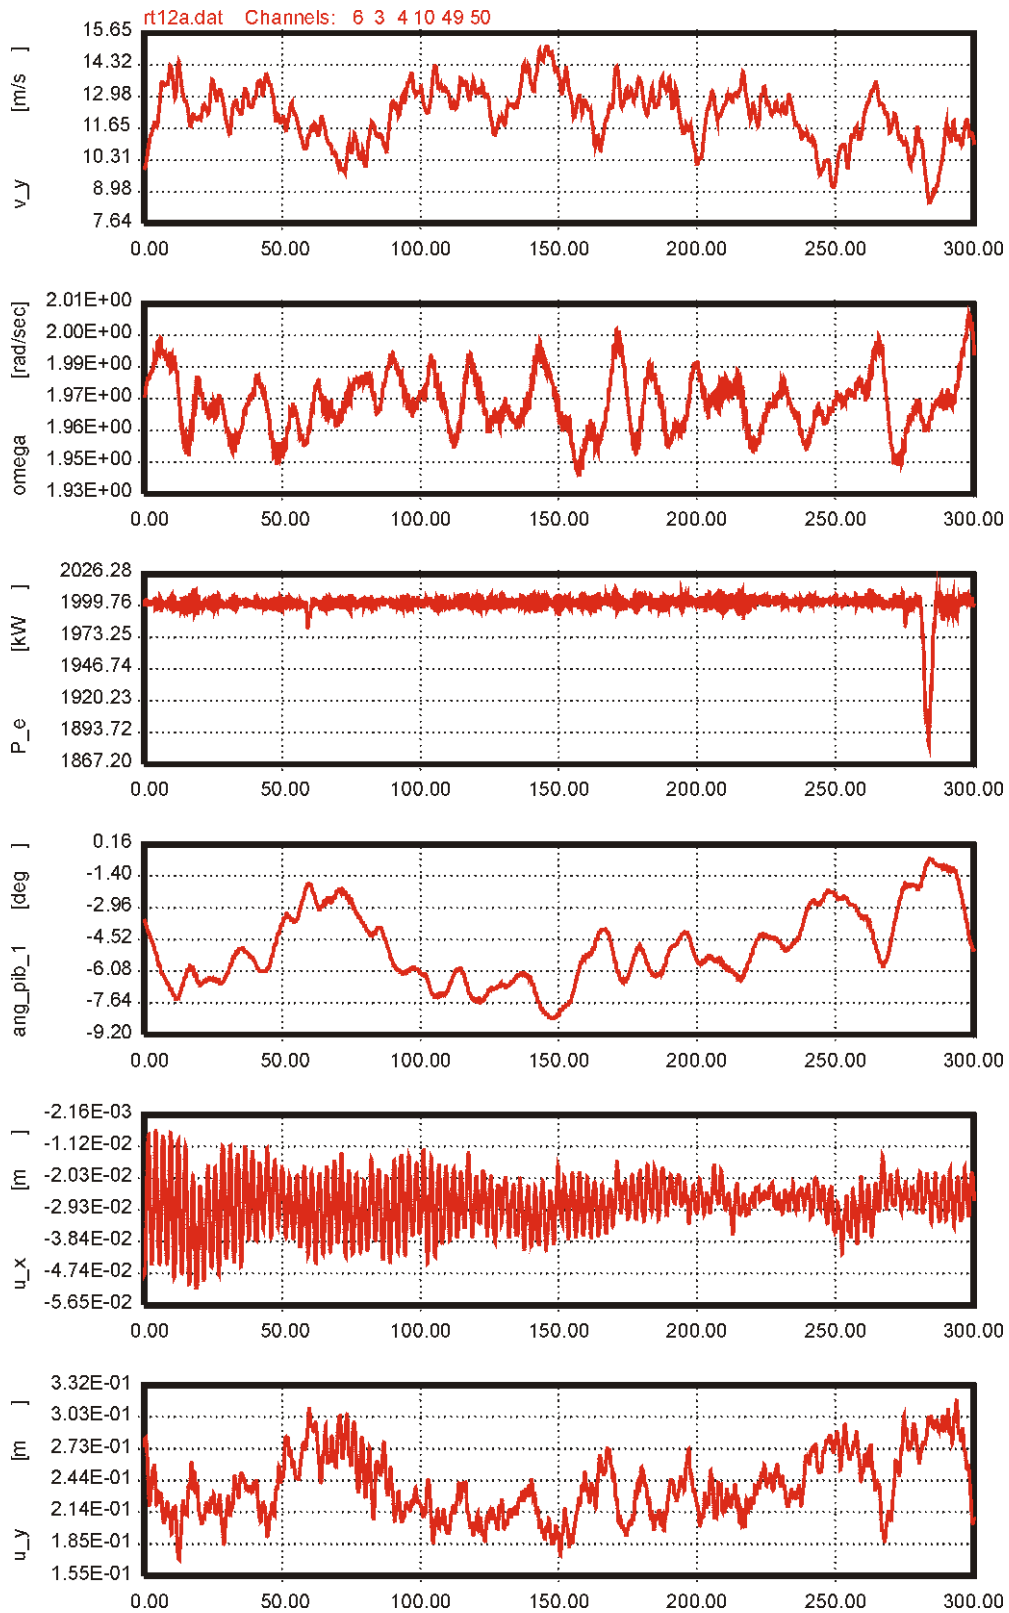 rt12a.dat Channels: 6 3 4 10 49 50
v_y [m/s ]
15.65
14.32
12.98
11.65
10.31
8.98
7.64
0.00 50.00 100.00 150.00 200.00 250.00 300.00
omega [rad/sec]
2.01E+00
2.00E+00
1.99E+00
1.97E+00
1.96E+00
1.95E+00
1.93E+00
0.00 50.00 100.00 150.00 200.00 250.00 300.00
P_e [kW ]
2026.28
1999.76
1973.25
1946.74
1920.23
1893.72
1867.20
0.00 50.00 100.00 150.00 200.00 250.00 300.00
ang_pib_1 [deg ]
0.16
-1.40
-2.96
-4.52
-6.08
-7.64
-9.20
0.00 50.00 100.00 150.00 200.00 250.00 300.00
u_x [m ]
-2.16E-03
-1.12E-02
-2.03E-02
-2.93E-02
-3.84E-02
-4.74E-02
-5.65E-02
0.00 50.00 100.00 150.00 200.00 250.00 300.00
u_y [m ]
3.32E-01
3.03E-01
2.73E-01
2.44E-01
2.14E-01
1.85E-01
1.55E-01
0.00 50.00 100.00 150.00 200.00 250.00 300.00